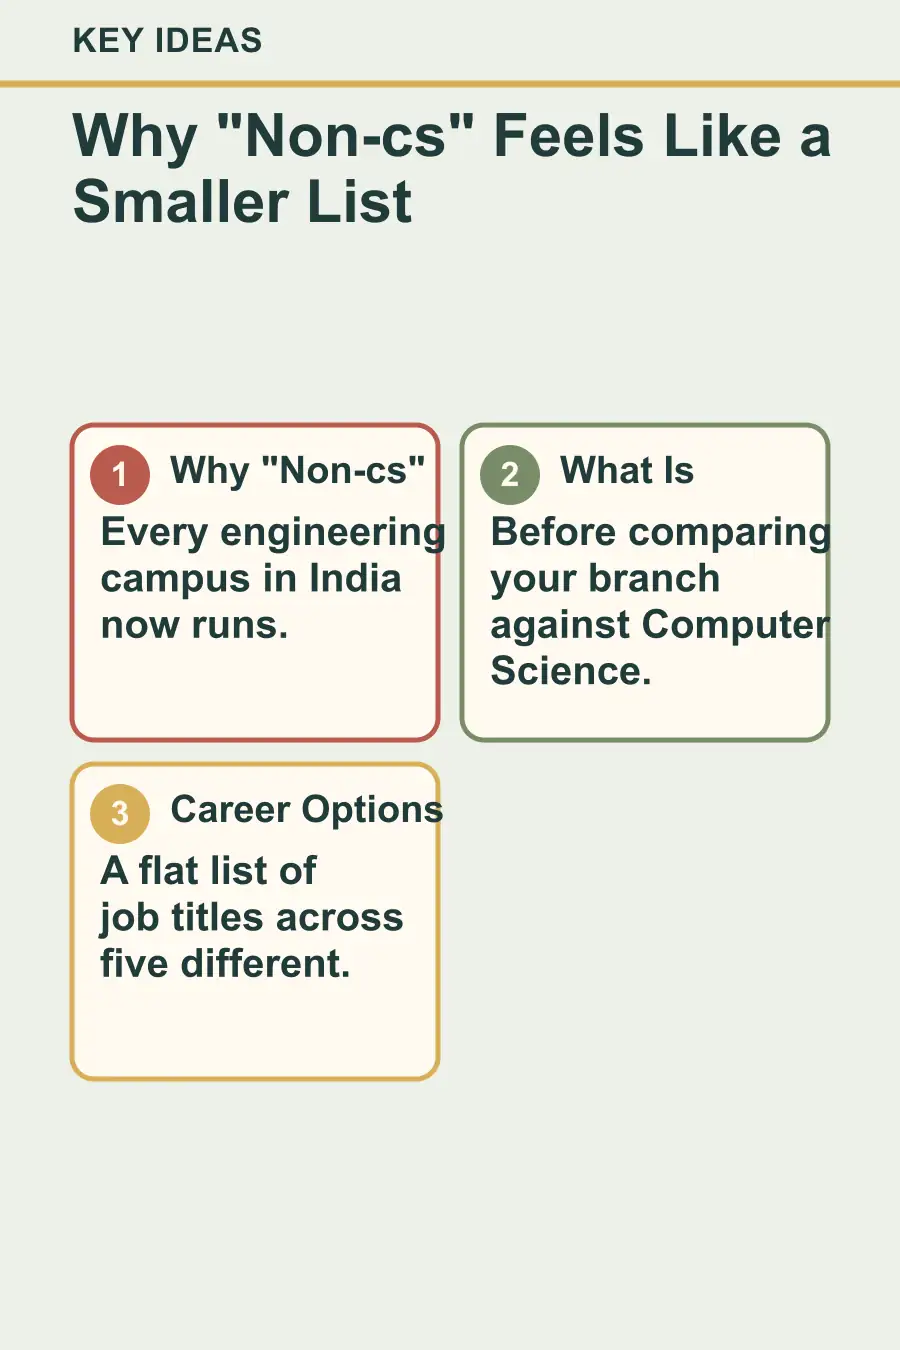 KEY IDEAS
Why "Non-cs" Feels Like a
Smaller List
1
Why "Non-cs"
Every engineering
campus in India
now runs.
2
What Is
Before comparing
your branch
against Computer
Science.
3
Career Options
A flat list of
job titles across
five different.